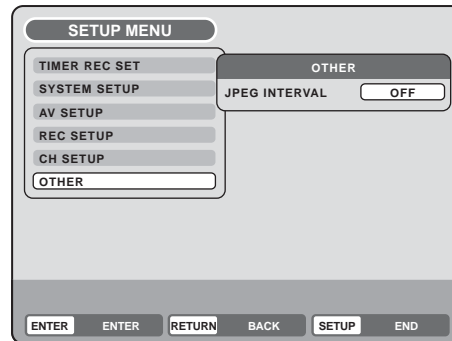 SETUP MENU
TIMER REC SET
SYSTEM SETUP
AV SETUP
REC SETUP
CH SETUP
OTHER
OTHER
JPEG INTERVAL OFF
ENTER ENTER RETURN BACK SETUP END